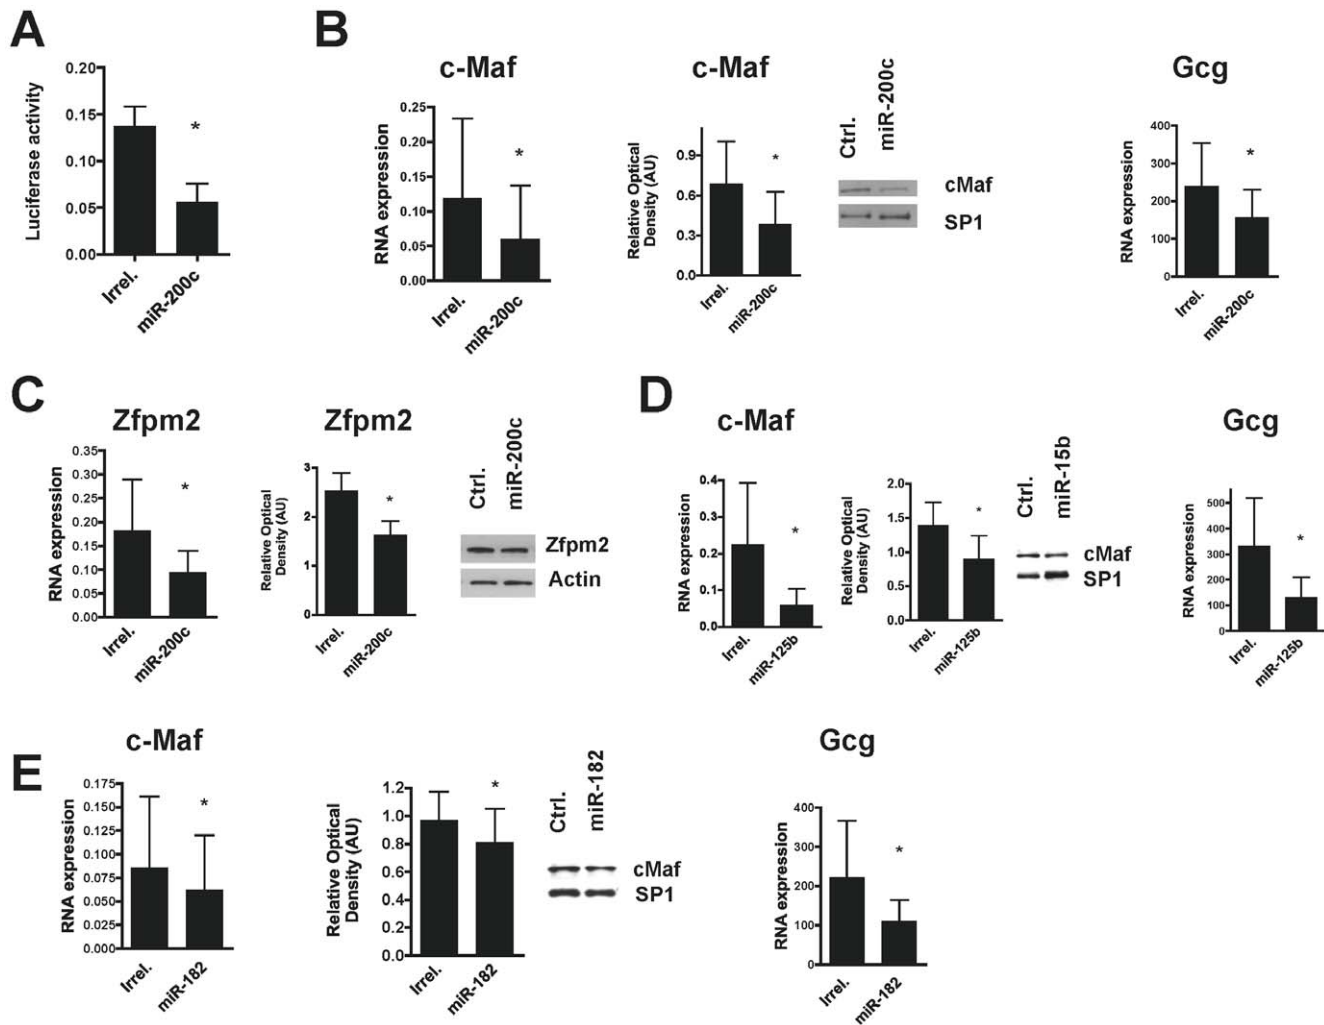 A
Luciferase activity
0.20
0.15
0.10
0.05
0.00
Irrel.
miR-200c
B
c-Maf
RNA expression
0.25
0.20
0.15
0.10
0.05
0.00
*
Irrel.
miR-200c
c-Maf
Relative Optical
Density (AU)
0.9
0.6
0.3
0.0
*
Irrel.
miR-200c
Ctrl.
miR-200c
cMaf
SP1
Gcg
RNA expression
400
300
200
100
0
*
Irrel.
miR-200c
C
Zfpm2
RNA expression
0.35
0.30
0.25
0.20
0.15
0.10
0.05
0.00
*
Irrel.
miR-200c
Zfpm2
Relative Optical
Density (AU)
3
2
1
0
*
Irrel.
miR-200c
Ctrl.
miR-200c
Zfpm2
Actin
D
c-Maf
RNA expression
0.4
0.3
0.2
0.1
0.0
*
Irrel.
miR-125b
Relative Optical
Density (AU)
2.0
1.5
1.0
0.5
0.0
*
Irrel.
miR-125b
Ctrl.
miR-15b
cMaf
SP1
Gcg
RNA expression
500
400
300
200
100
0
*
Irrel.
miR-125b
E
c-Maf
RNA expression
0.175
0.150
0.125
0.100
0.075
0.050
0.025
0.000
*
Irrel.
miR-182
Relative Optical
Density (AU)
1.2
1.0
0.8
0.6
0.4
0.2
0.0
*
Irrel.
miR-182
Ctrl.
miR-182
cMaf
SP1
Gcg
RNA expression
400
300
200
100
0
*
Irrel.
miR-182